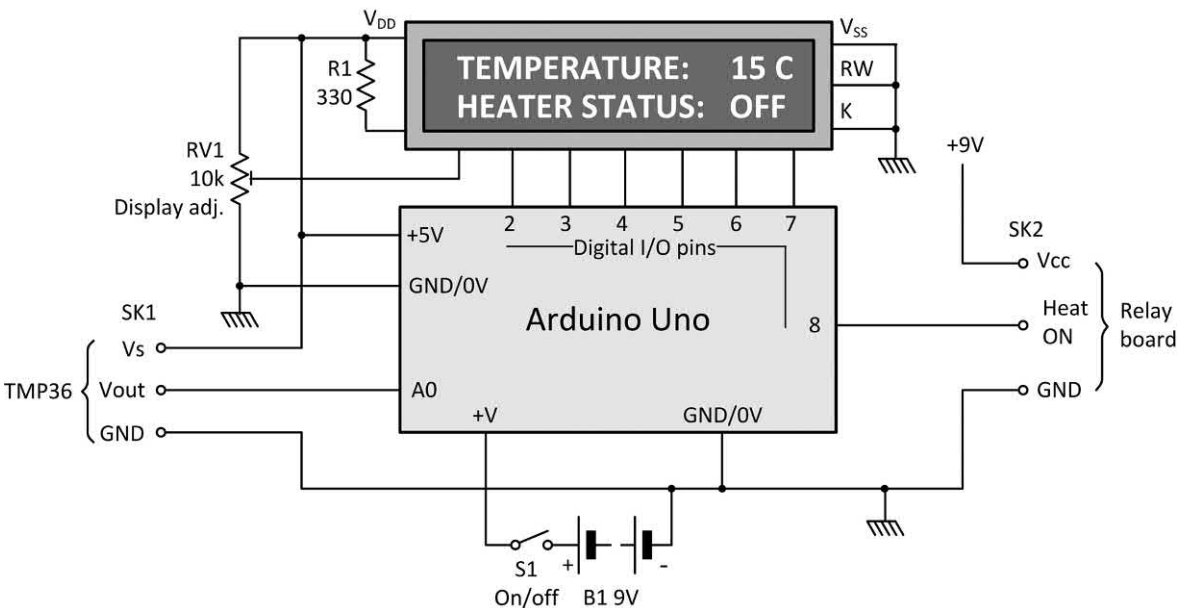 VDD
VSS
TEMPERATURE: 15 C
HEATER STATUS: OFF
R1
330
RW
K
RV1
10k
Display adj.
+9V
2 3 4 5 6 7
Digital I/O pins
+5V
GND/0V
SK2
Vcc
SK1
Arduino Uno
8
Heat
ON
Relay
board
Vs
TMP36
Vout
A0
GND
GND
+V
GND/0V
S1
On/off
+
-
B1 9V